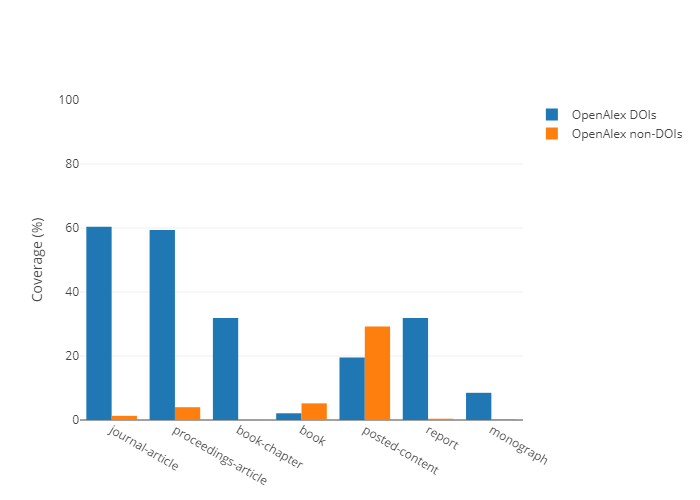 100
80
60
40
20
0
Coverage (%)
journal-article
proceedings-article
book-chapter
book
posted-content
report
monograph
OpenAlex DOIs
OpenAlex non-DOIs